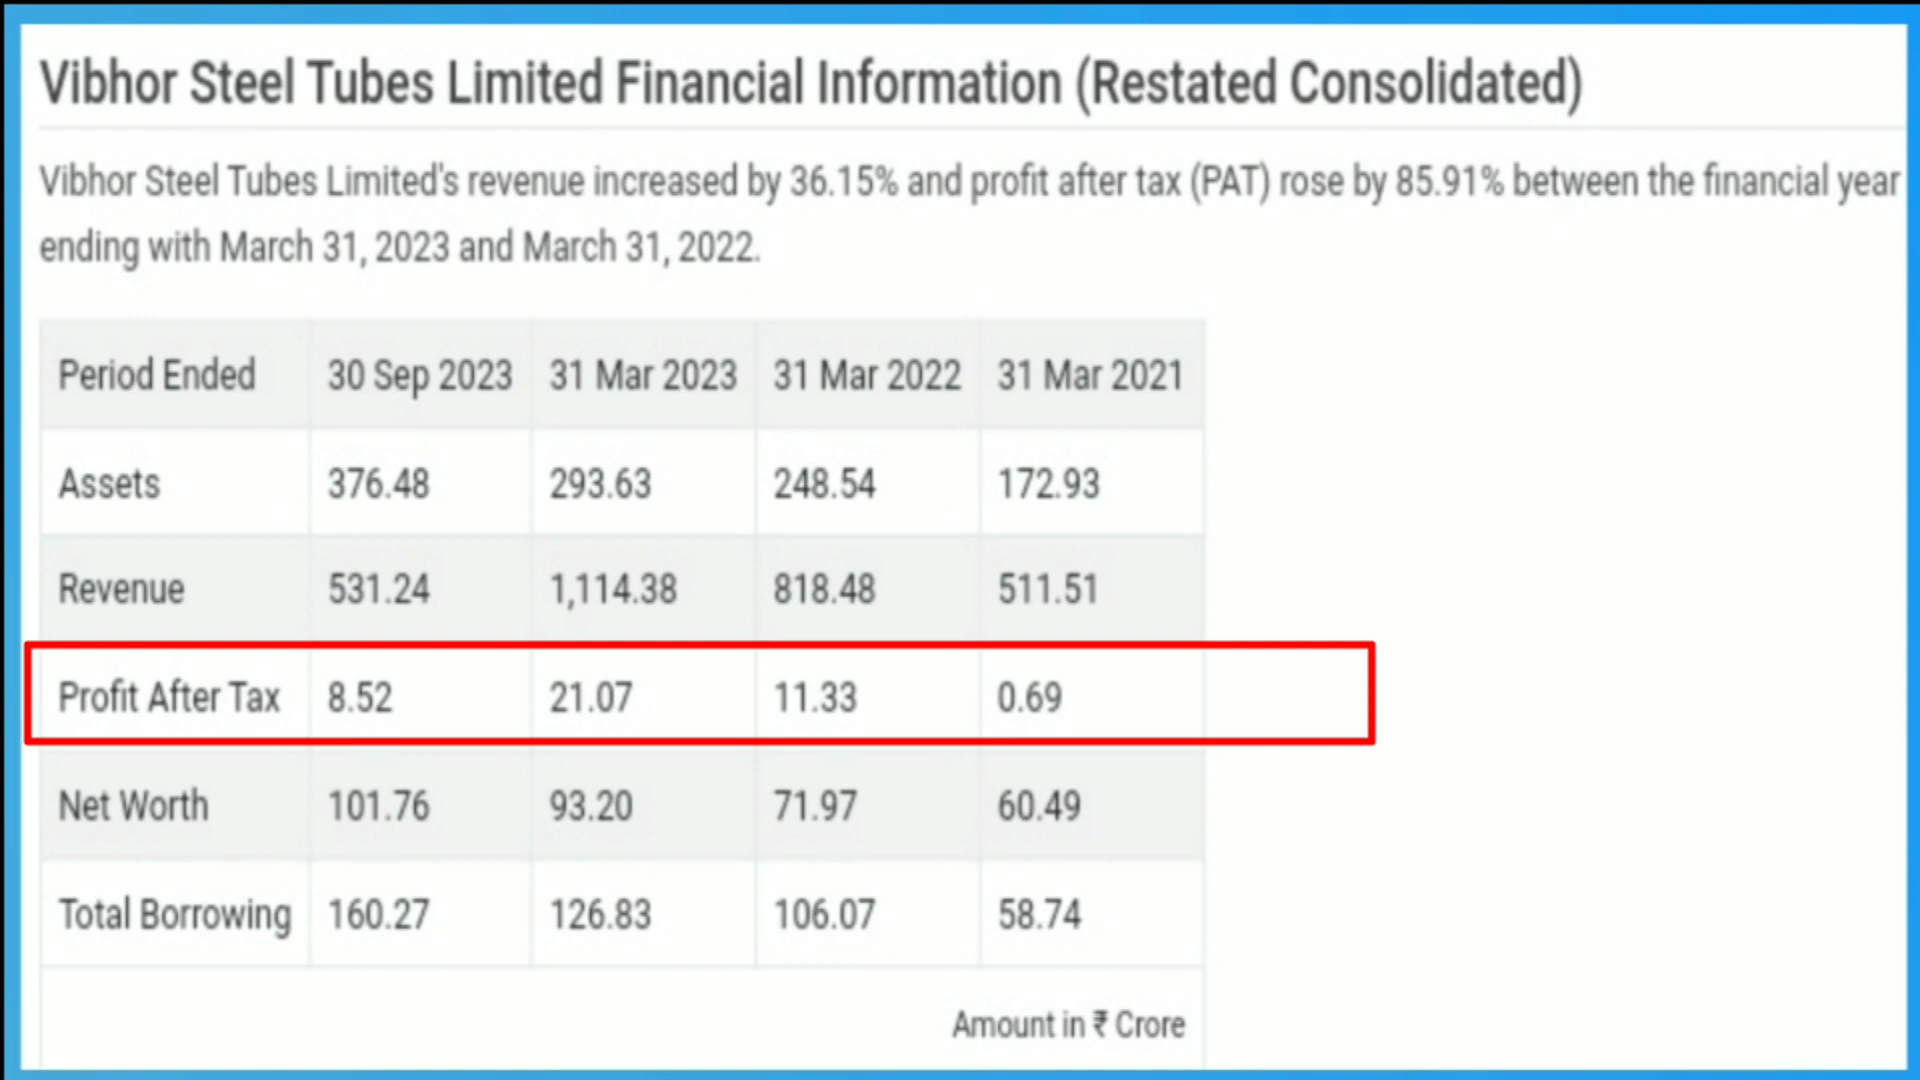 Vibhor Steel Tubes Limited Financial Information (Restated Consolidated)
Vibhor Steel Tubes Limited's revenue increased by 36.15% and profit after tax (PAT) rose by 85.91% between the financial year
ending with March 31, 2023 and March 31, 2022.
Period Ended 30 Sep 2023 31 Mar 2023 31 Mar 2022 31 Mar 2021
Assets 376.48 293.63 248.54 172.93
Revenue 531.24 1,114.38 818.48 511.51
Profit After Tax 8.52 21.07 11.33 0.69
Net Worth 101.76 93.20 71.97 60.49
Total Borrowing 160.27 126.83 106.07 58.74
Amount in ₹ Crore